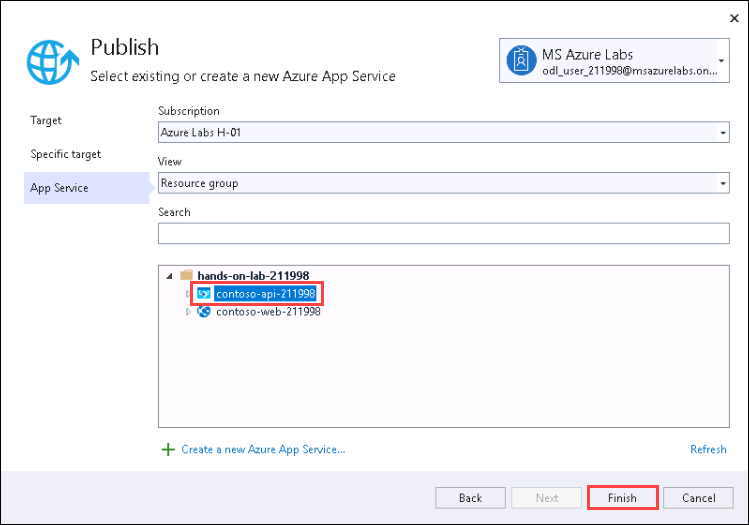 Publish
Select existing or create a new Azure App Service
MS Azure Labs
odl_user_211998@msazurelabs.on...
Target
Specific target
App Service
Subscription
Azure Labs H-01
View
Resource group
Search
hands-on-lab-211998
contoso-api-211998
contoso-web-211998
Create a new Azure App Service...
Refresh
Back
Next
Finish
Cancel